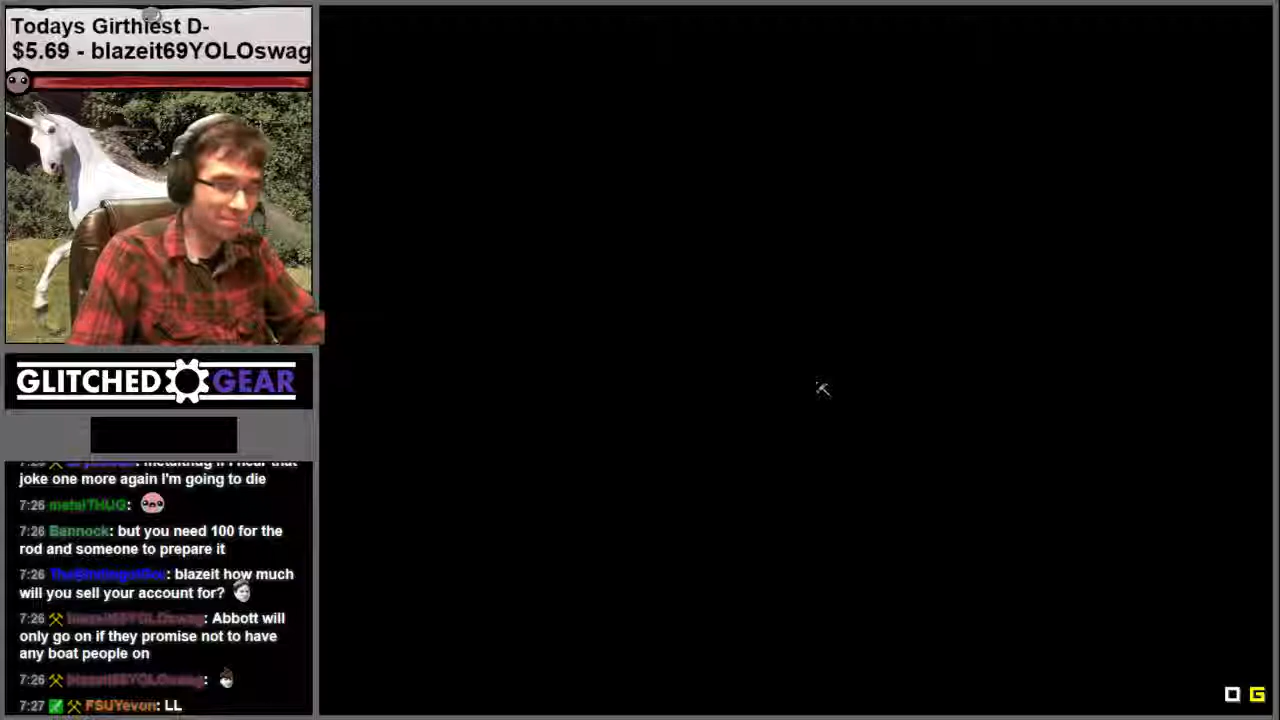 Todays Girthiest D-
$5.69 - blazeit69YOLOswag
GLITCHED GEAR
joke one more again I'm going to die
7:26 metalTHUG:
7:26 Bannock: but you need 100 for the
rod and someone to prepare it
7:26 : blazeit how much
will you sell your account for?
7:26 blazeit69YOLOswag: Abbott will
only go on if they promise not to have
any boat people on
7:26 blazeit69YOLOswag:
7:27 FSUYevon: LL
G